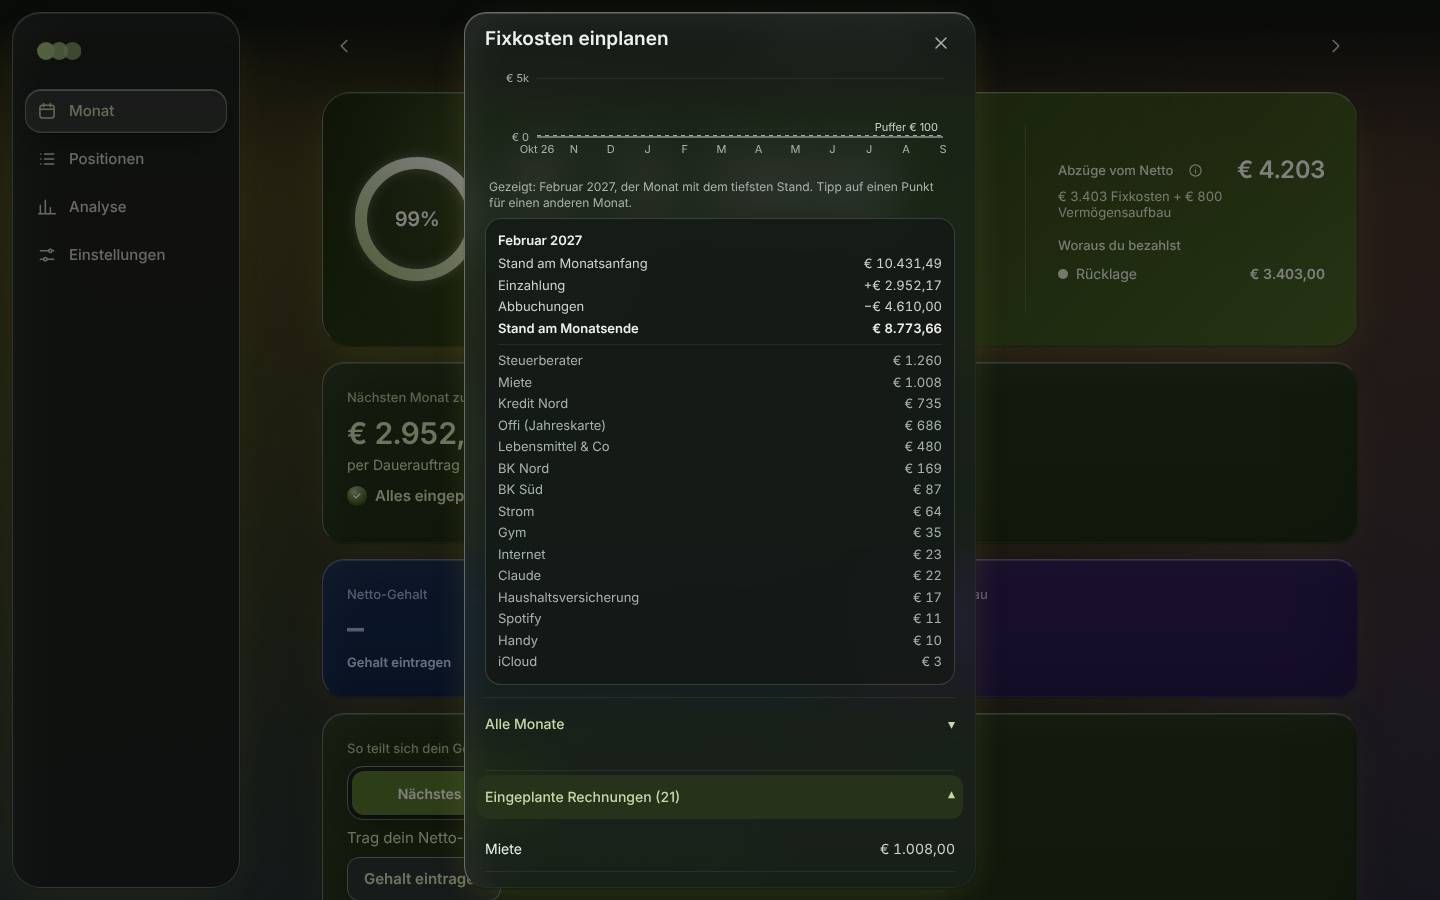 Monat
Positionen
Analyse
Einstellungen
99%
Abzüge vom Netto
€ 4.203
€ 3.403 Fixkosten + € 800
Vermögensaufbau
Woraus du bezahlst
Rücklage
€ 3.403,00
Nächsten Monat zu
€ 2.952,
per Dauerauftrag
Alles eingep
Netto-Gehalt
–
Gehalt eintragen
au
So teilt sich dein Ge
Nächstes
Trag dein Netto-
Gehalt eintrage
Fixkosten einplanen
€ 5k
Puffer € 100
€ 0
Okt 26 N D J F M A M J J A S
Gezeigt: Februar 2027, der Monat mit dem tiefsten Stand. Tipp auf einen Punkt
für einen anderen Monat.
Februar 2027
Stand am Monatsanfang € 10.431,49
Einzahlung +€ 2.952,17
Abbuchungen −€ 4.610,00
Stand am Monatsende € 8.773,66
Steuerberater € 1.260
Miete € 1.008
Kredit Nord € 735
Offi (Jahreskarte) € 686
Lebensmittel & Co € 480
BK Nord € 169
BK Süd € 87
Strom € 64
Gym € 35
Internet € 23
Claude € 22
Haushaltsversicherung € 17
Spotify € 11
Handy € 10
iCloud € 3
Alle Monate ▾
Eingeplante Rechnungen (21) ▴
Miete € 1.008,00